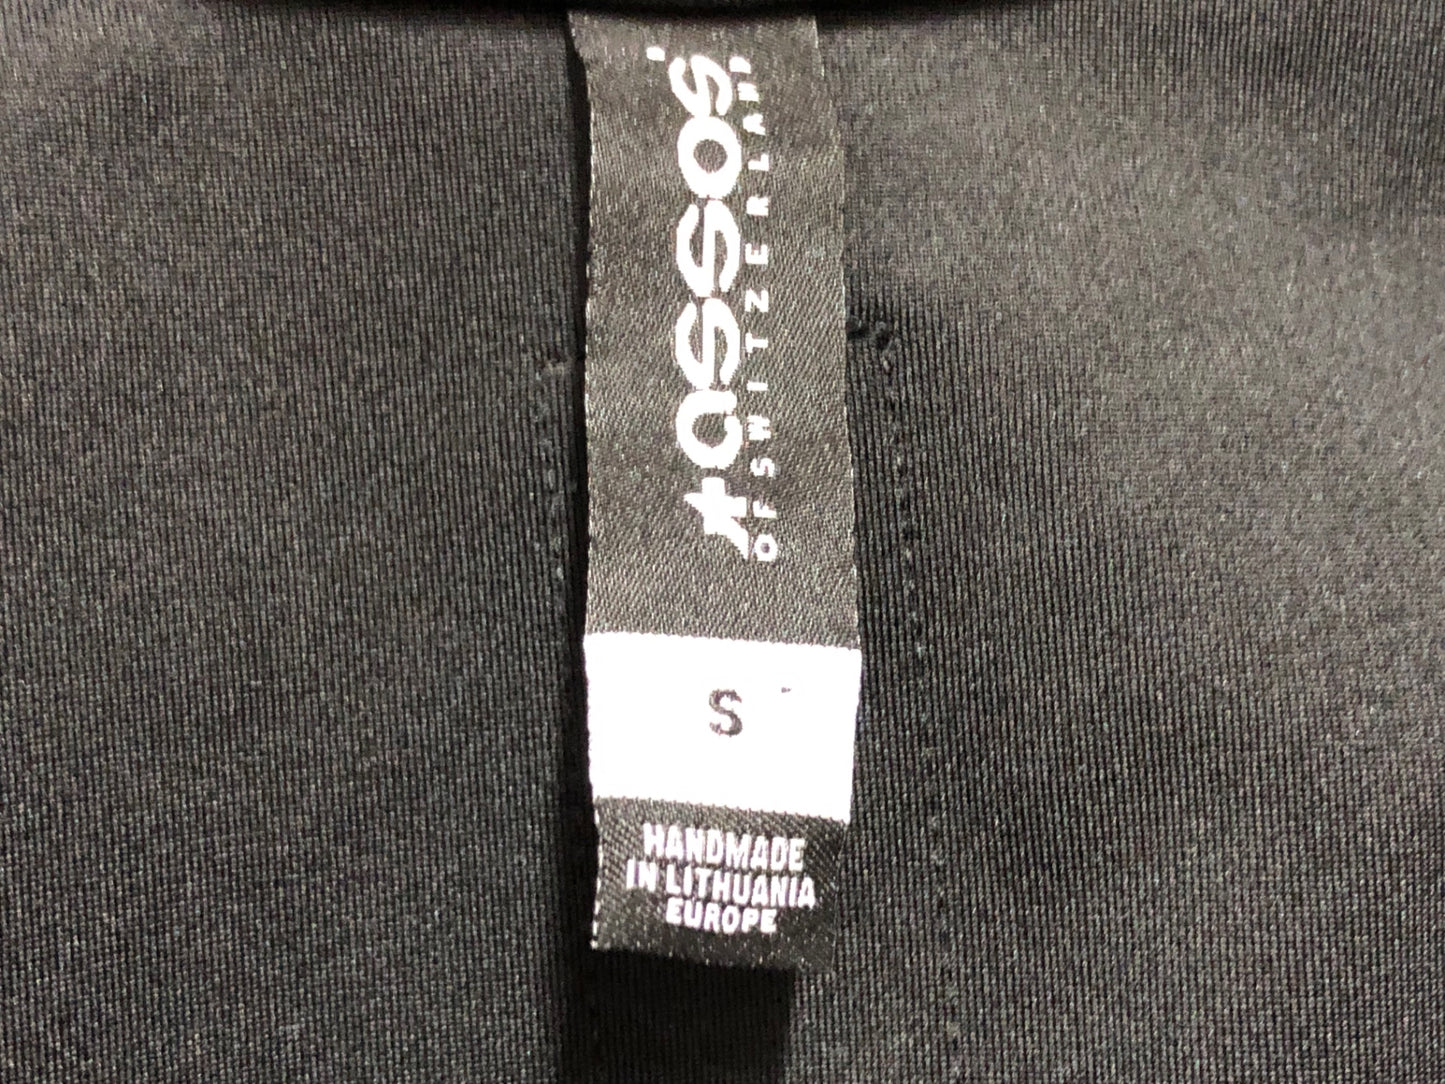 assos
OF SWITZERLAND
S
HANDMADE
IN LITHUANIA
EUROPE